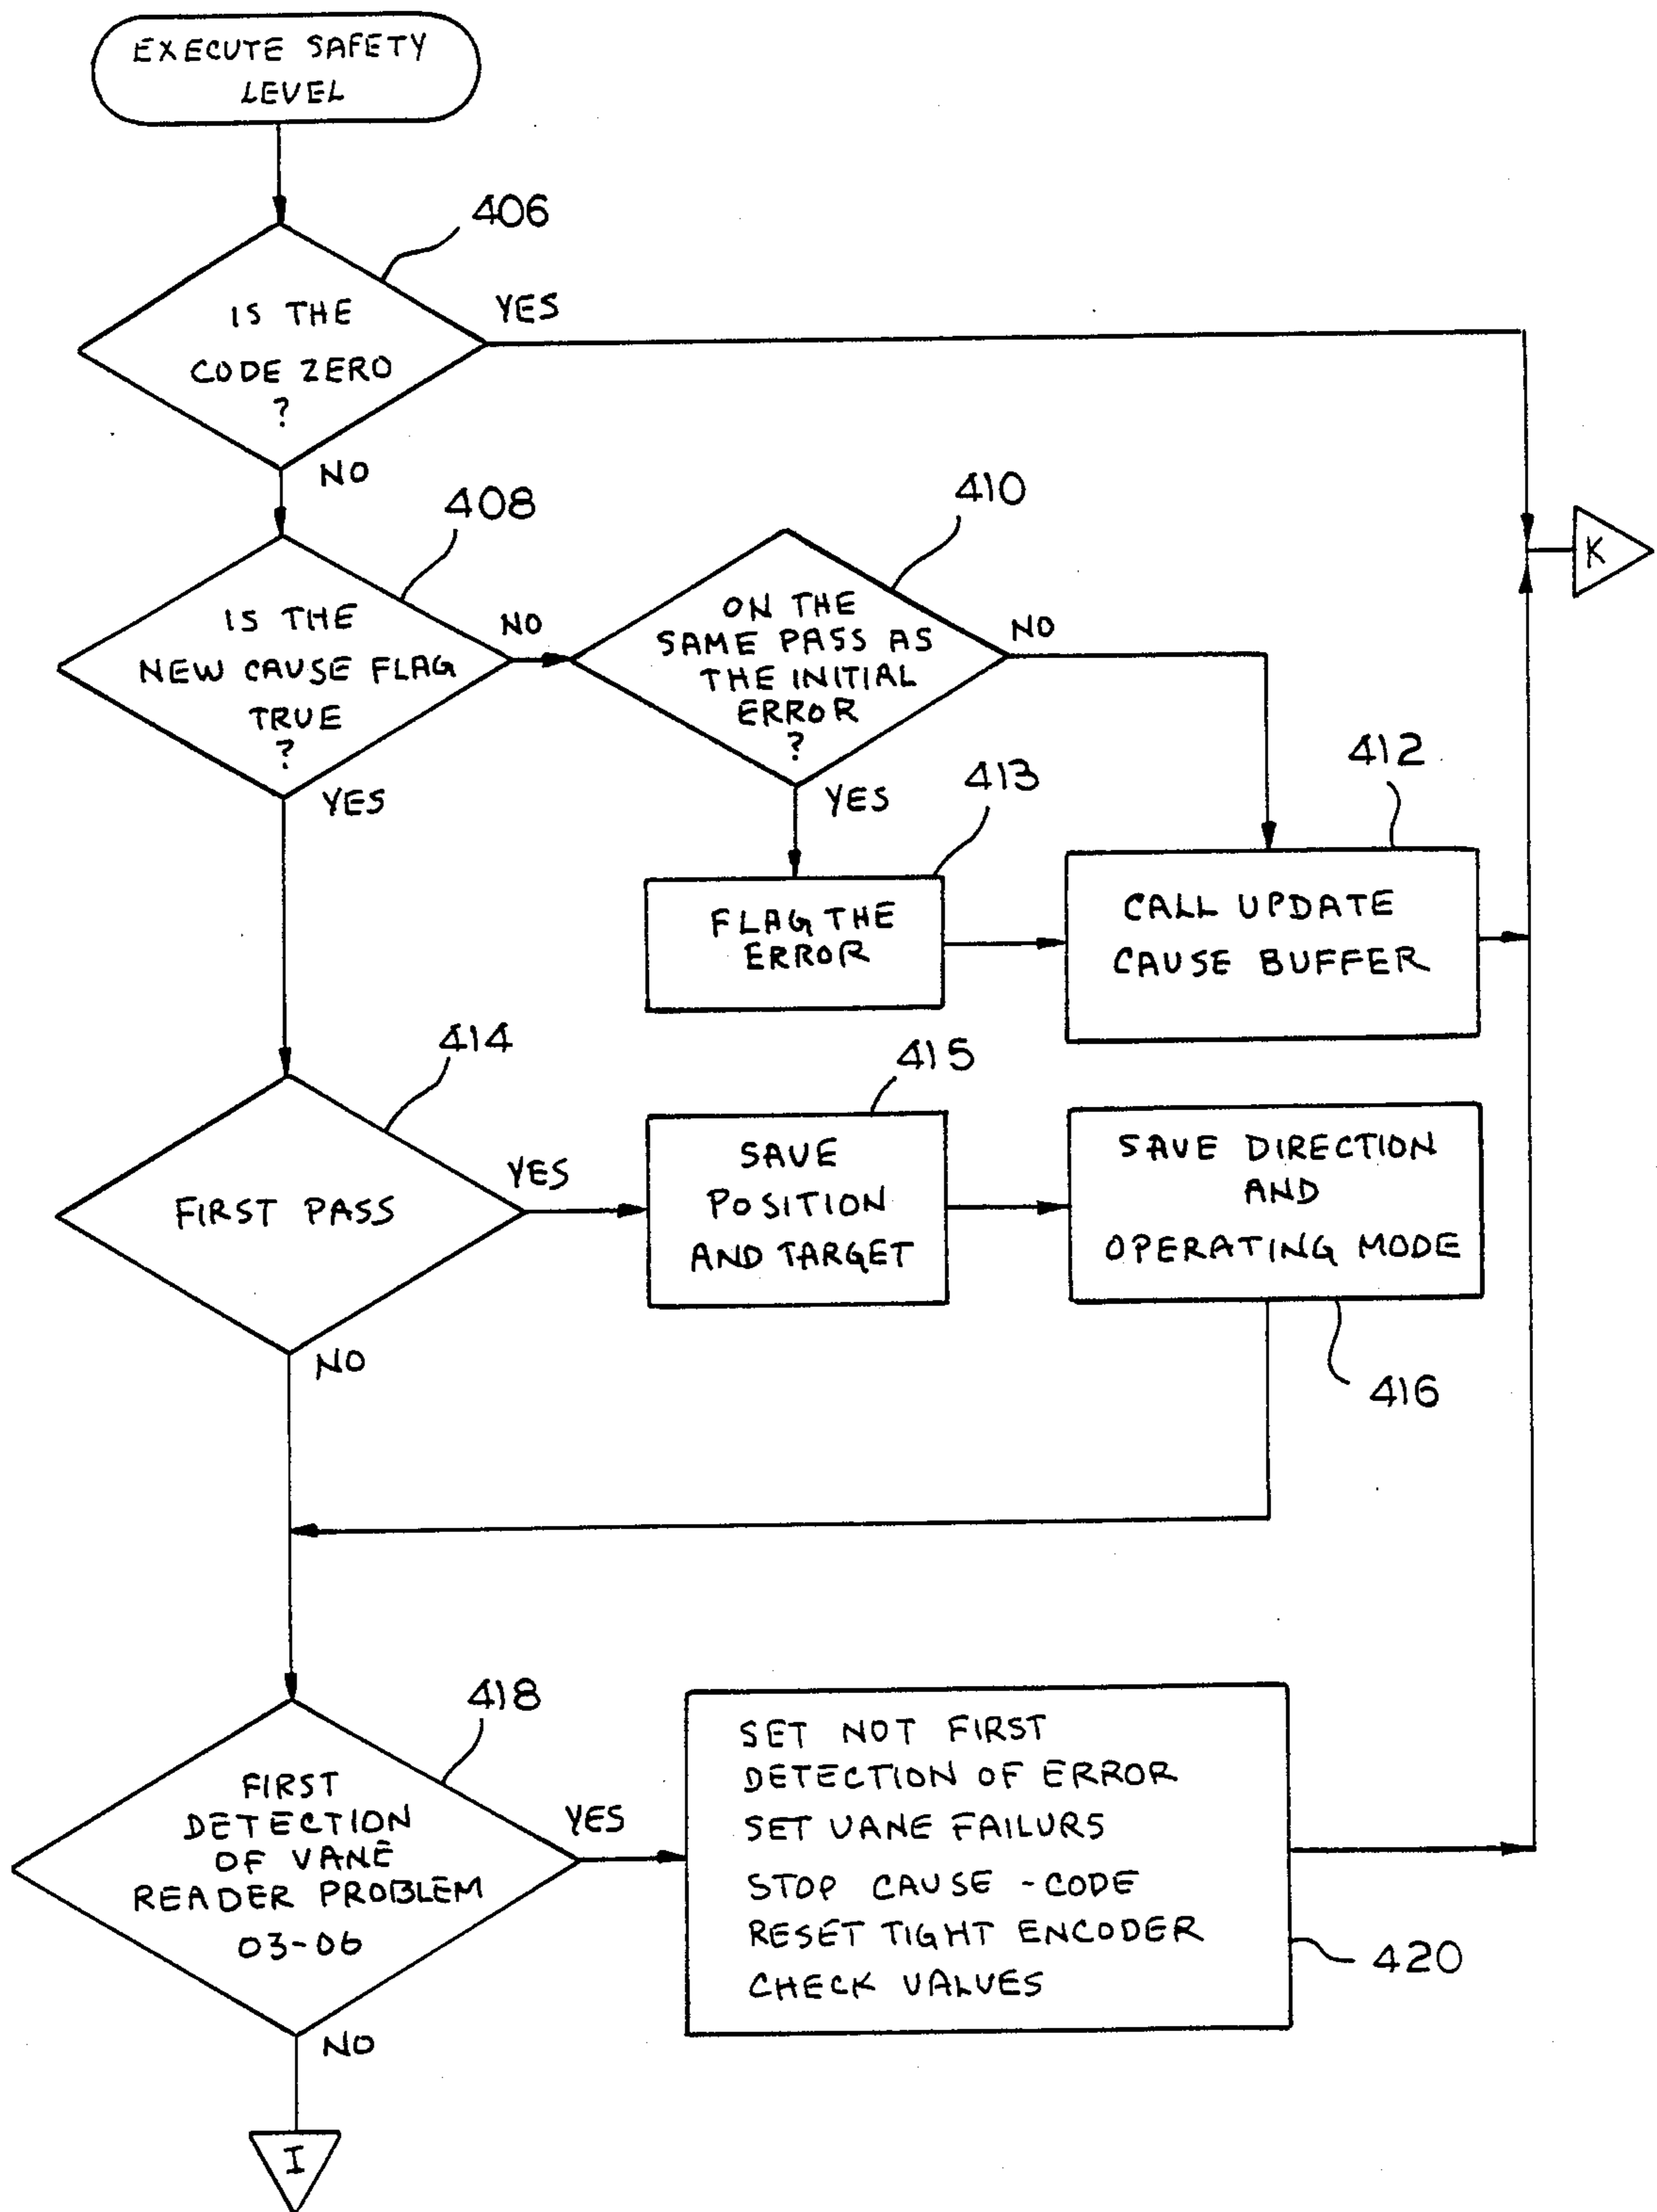 EXECUTE SAFETY
LEVEL
406
IS THE
CODE ZERO
?
YES
NO
408
IS THE
NEW CAUSE FLAG
TRUE
?
NO
YES
410
ON THE
SAME PASS AS
THE INITIAL
ERROR
?
NO
YES
K
413
FLAG THE
ERROR
412
CALL UPDATE
CAUSE BUFFER
414
FIRST PASS
YES
NO
415
SAVE
POSITION
AND TARGET
SAVE DIRECTION
AND
OPERATING MODE
416
418
FIRST
DETECTION
OF VANE
READER PROBLEM
03-06
YES
NO
SET NOT FIRST
DETECTION OF ERROR
SET VANE FAILURS
STOP CAUSE - CODE
RESET TIGHT ENCODER
CHECK VALUES
420
I